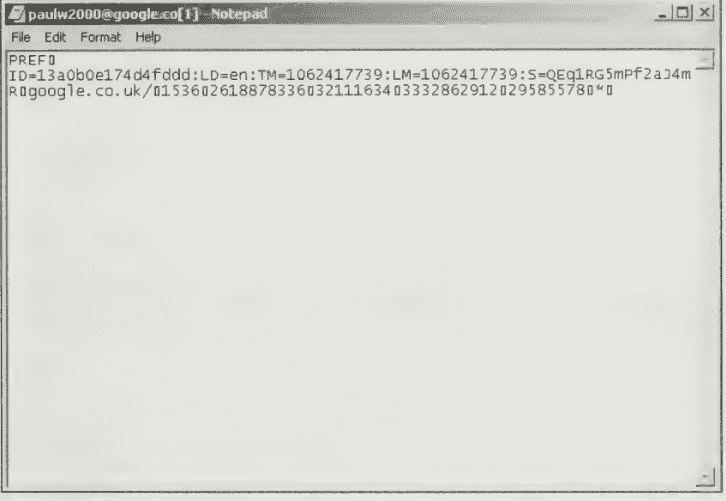 paulw2000@google.co[1] - Notepad
File Edit Format Help
PREF▯
ID=13a0b0e174d4fddd:LD=en:TM=1062417739:LM=1062417739:S=QEq1RG5mPf2aJ4m
R▯google.co.uk/▯1536▯2618878336▯32111634▯3332862912▯29585578▯*▯